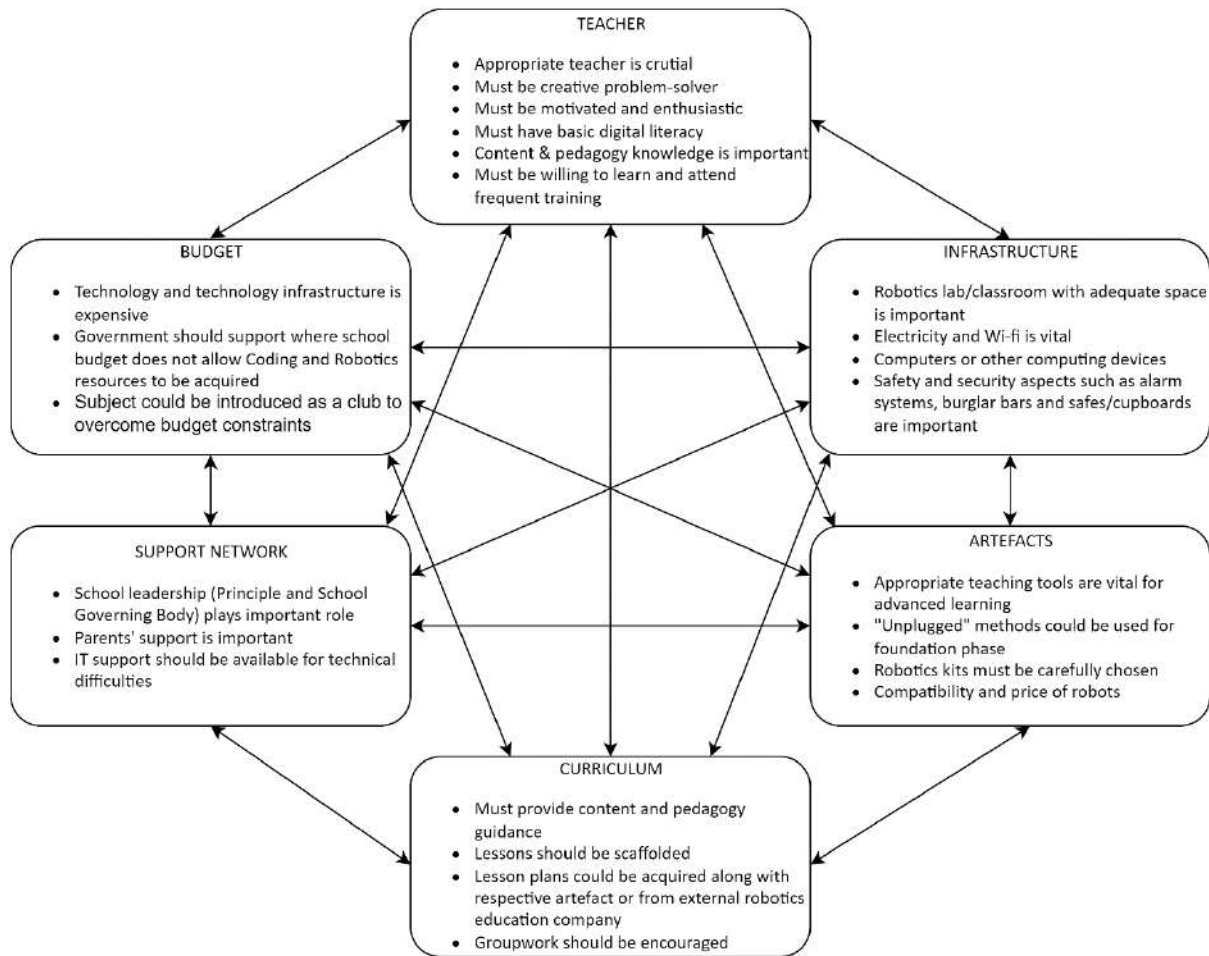 TEACHER
• Appropriate teacher is crutial
• Must be creative problem-solver
• Must be motivated and enthusiastic
• Must have basic digital literacy
• Content & pedagogy knowledge is important
• Must be willing to learn and attend
frequent training
BUDGET
• Technology and technology infrastructure is
expensive
• Government should support where school
budget does not allow Coding and Robotics
resources to be acquired
• Subject could be introduced as a club to
overcome budget constraints
INFRASTRUCTURE
• Robotics lab/classroom with adequate space
is important
• Electricity and Wi-fi is vital
• Computers or other computing devices
• Safety and security aspects such as alarm
systems, burglar bars and safes/cupboards
are important
SUPPORT NETWORK
• School leadership (Principle and School
Governing Body) plays important role
• Parents' support is important
• IT support should be available for technical
difficulties
ARTEFACTS
• Appropriate teaching tools are vital for
advanced learning
• "Unplugged" methods could be used for
foundation phase
• Robotics kits must be carefully chosen
• Compatibility and price of robots
CURRICULUM
• Must provide content and pedagogy
guidance
• Lessons should be scaffolded
• Lesson plans could be acquired along with
respective artefact or from external robotics
education company
• Groupwork should be encouraged